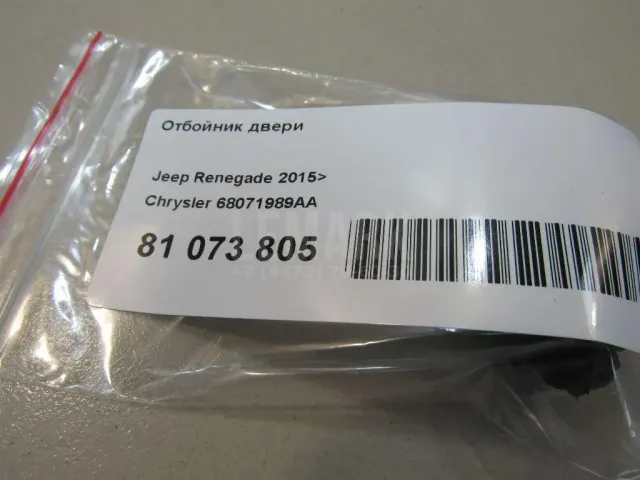 Отбойник двери
Jeep Renegade 2015>
Chrysler 68071989AA
81 073 805